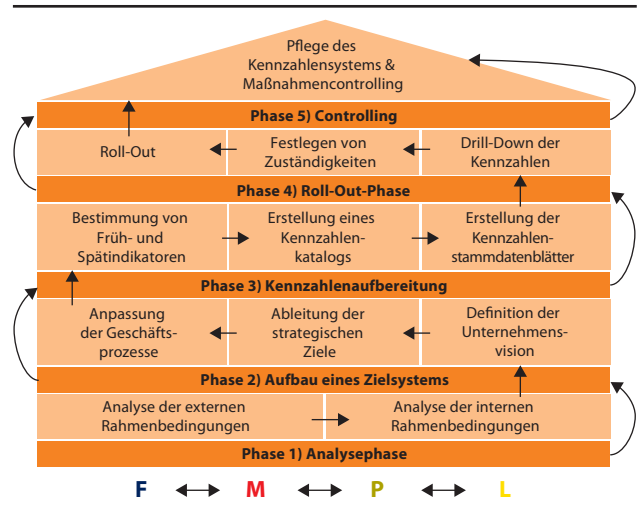 Pflege des
Kennzahlensystems &
Maßnahmencontrolling
Phase 5) Controlling
Roll-Out
Festlegen von
Zuständigkeiten
Drill-Down der
Kennzahlen
Phase 4) Roll-Out-Phase
Bestimmung von
Früh- und
Spätindikatoren
Erstellung eines
Kennzahlen-
katalogs
Erstellung der
Kennzahlen-
stammdatenblätter
Phase 3) Kennzahlenaufbereitung
Anpassung
der Geschäfts-
prozesse
Ableitung der
strategischen
Ziele
Definition der
Unternehmens-
vision
Phase 2) Aufbau eines Zielsystems
Analyse der externen
Rahmenbedingungen
Analyse der internen
Rahmenbedingungen
Phase 1) Analysephase
F M P L